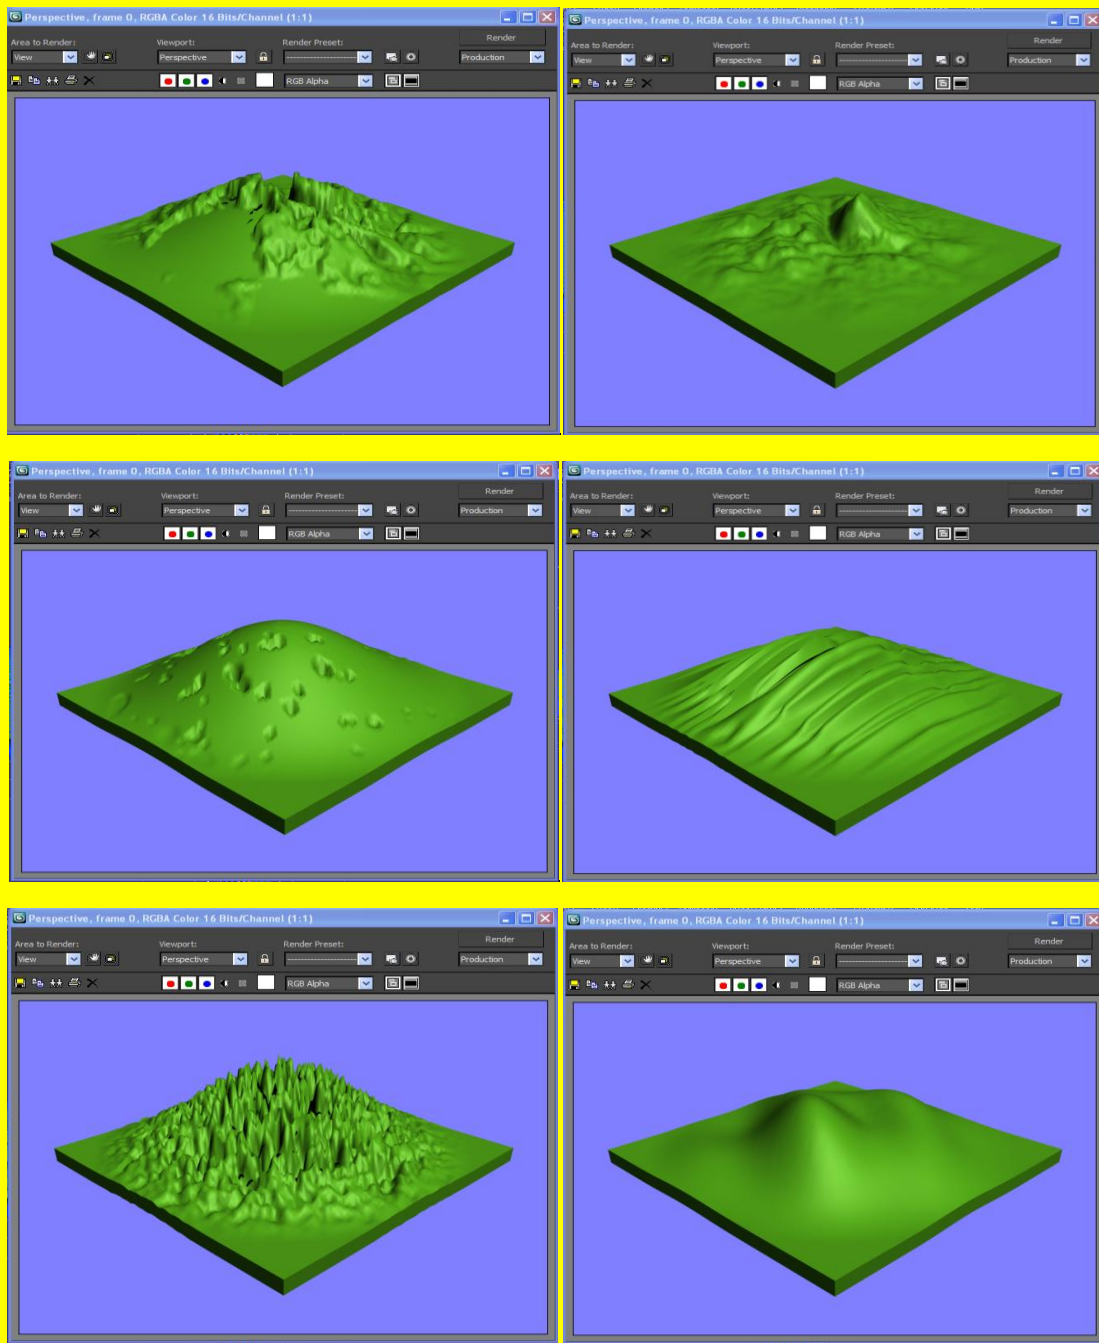 Perspective, frame 0, RGBA Color 16 Bits/Channel (1:1)
Area to Render:
Viewport:
Render Preset:
Render
View
Perspective
Production
RGB Alpha
Perspective, frame 0, RGBA Color 16 Bits/Channel (1:1)
Area to Render:
Viewport:
Render Preset:
Render
View
Perspective
Production
RGB Alpha
Perspective, frame 0, RGBA Color 16 Bits/Channel (1:1)
Area to Render:
Viewport:
Render Preset:
Render
View
Perspective
Production
RGB Alpha
Perspective, frame 0, RGBA Color 16 Bits/Channel (1:1)
Area to Render:
Viewport:
Render Preset:
Render
View
Perspective
Production
RGB Alpha
Perspective, frame 0, RGBA Color 16 Bits/Channel (1:1)
Area to Render:
Viewport:
Render Preset:
Render
View
Perspective
Production
RGB Alpha
Perspective, frame 0, RGBA Color 16 Bits/Channel (1:1)
Area to Render:
Viewport:
Render Preset:
Render
View
Perspective
Production
RGB Alpha